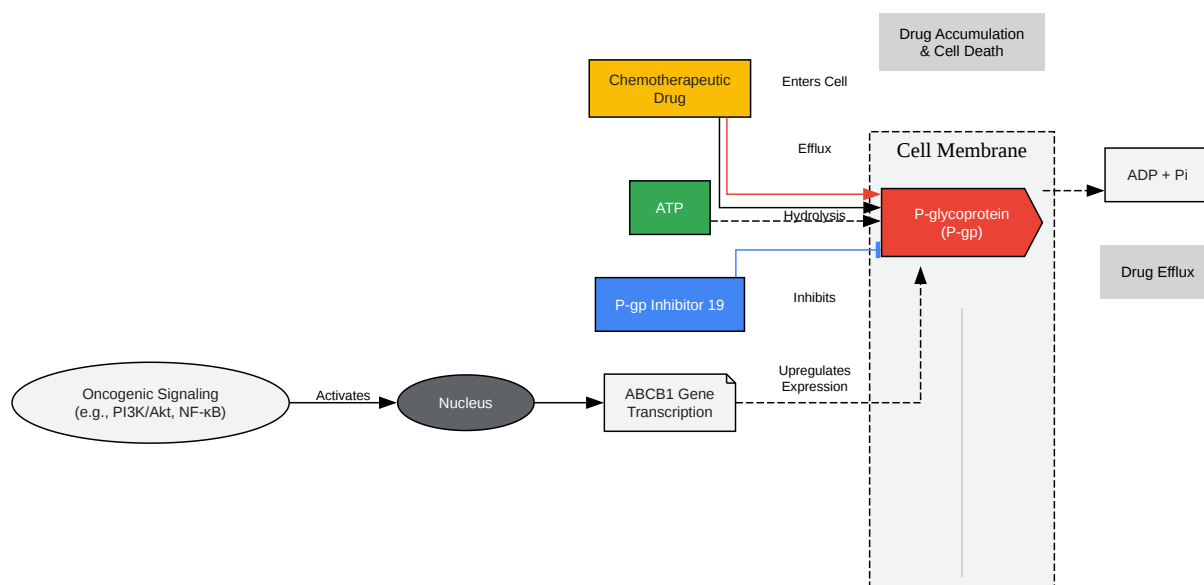 Drug Accumulation
& Cell Death
Chemotherapeutic
Drug
Enters Cell
Efflux
Cell Membrane
ADP + Pi
ATP
Hydrolysis
P-glycoprotein
(P-gp)
Drug Efflux
P-gp Inhibitor 19
Inhibits
Upregulates
Expression
Oncogenic Signaling
(e.g., PI3K/Akt, NF-κB)
Activates
Nucleus
ABCB1 Gene
Transcription